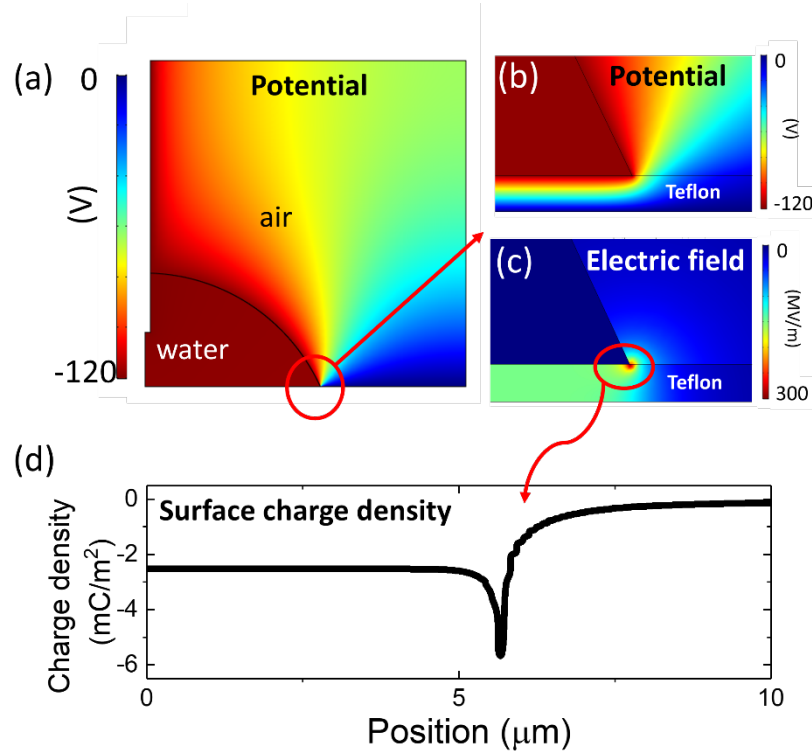 (a)
0
Potential
(V)
air
water
-120
(b)
Potential
0
(V)
Teflon
-120
(c)
Electric field
0
(MV/m)
Teflon
300
(d)
Surface charge density
Charge density
(mC/m²)
0
-2
-4
-6
0
5
10
Position (μm)